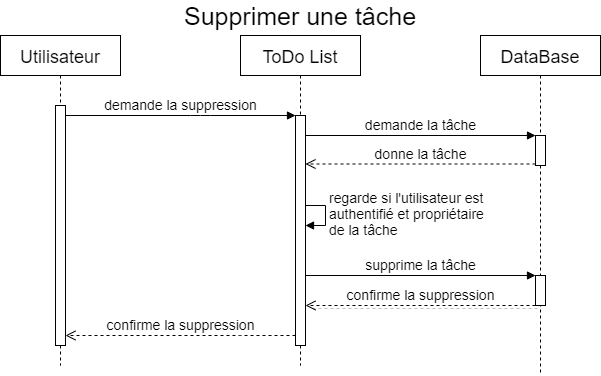 Supprimer une tâche
Utilisateur
ToDo List
DataBase
demande la suppression
demande la tâche
donne la tâche
regarde si l'utilisateur est
authentifié et propriétaire
de la tâche
supprime la tâche
confirme la suppression
confirme la suppression